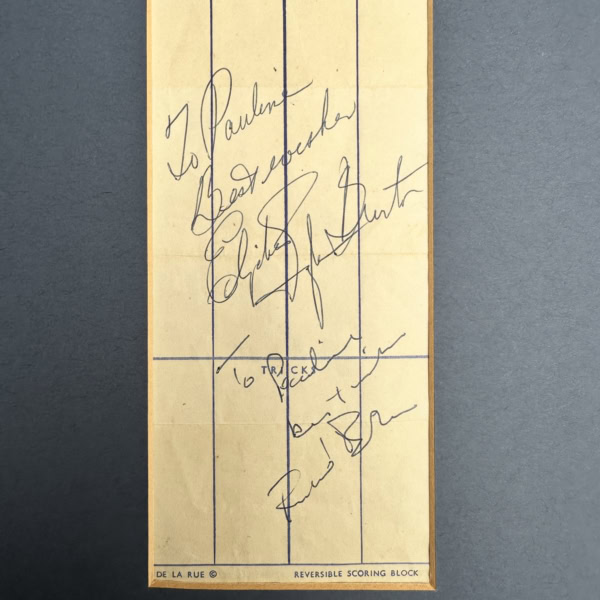 To Pauline
Best wishes
Elizabeth Taylor Burton
TRICKS
To Pauline
best wishes
Richard Burton
DE LA RUE © REVERSIBLE SCORING BLOCK